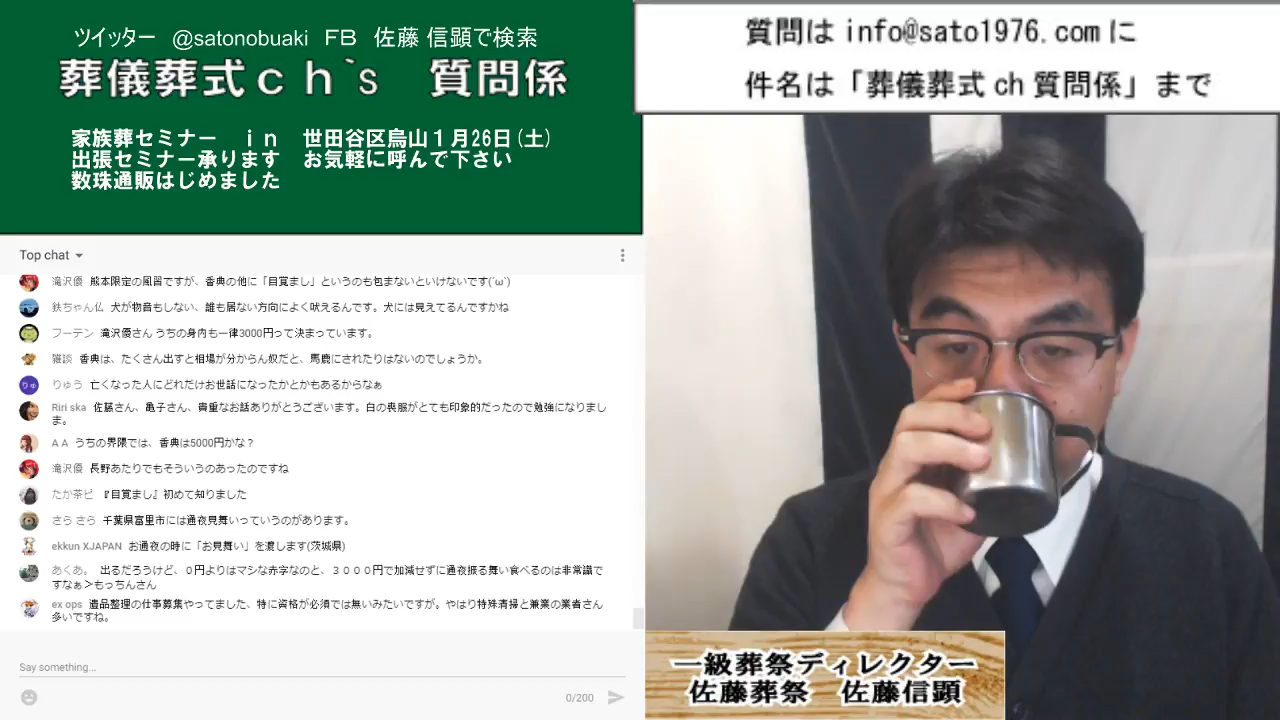 ツイッター　@satonobuaki　ＦＢ　佐藤 信顕で検索
葬儀葬式ｃｈ`s　質問係
家族葬セミナー　ｉｎ　世田谷区烏山１月26日(土)
出張セミナー承ります　お気軽に呼んで下さい
数珠通販はじめました
質問は info@sato1976.com に
件名は「葬儀葬式 ch 質問係」まで
Top chat
滝沢優 熊本限定の風習ですが、香典の他に「目覚まし」というのも包まないといけないです(´ω`)
鉄ちゃん仏 犬が物音もしない、誰も居ない方向によく吠えるんです。犬には見えてるんですかね
フーテン 滝沢優さん うちの身内も一律3000円って決まっています。
雑談 香典は、たくさん出すと相場が分からん奴だと、馬鹿にされたりはないのでしょうか。
りゅう 亡くなった人にどれだけお世話になったかとかもあるからなぁ
Riri ska 佐藤さん、亀子さん、貴重なお話ありがとうございます。白の喪服がとても印象的だったので勉強になりまし
ま。
A A うちの界隈では、香典は5000円かな？
滝沢優 長野あたりでもそういうのあったのですね
たか茶ピ 『目覚まし』初めて知りました
さら さら 千葉県富里市には通夜見舞いっていうのがあります。
ekkun XJAPAN お通夜の時に「お見舞い」を渡します(茨城県)
あくあ。 出るだろうけど、０円よりはマシな赤字なのと、３０００円で加減せずに通夜振る舞い食べるのは非常識で
すなぁ＞もっちんさん
ex ops 遺品整理の仕事募集やってました、特に資格が必須では無いみたいですが。やはり特殊清掃と兼業の業者さん
多いですね。
Say something...
0/200
一級葬祭ディレクター
佐藤葬祭　佐藤信顕